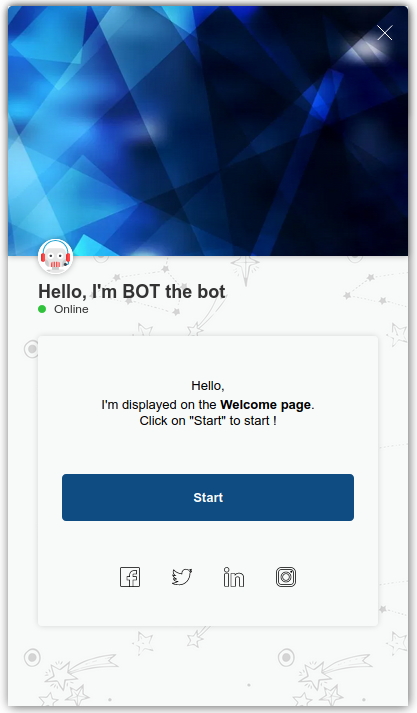 Hello, I'm BOT the bot
Online
Hello,
I'm displayed on the Welcome page.
Click on "Start" to start !
Start